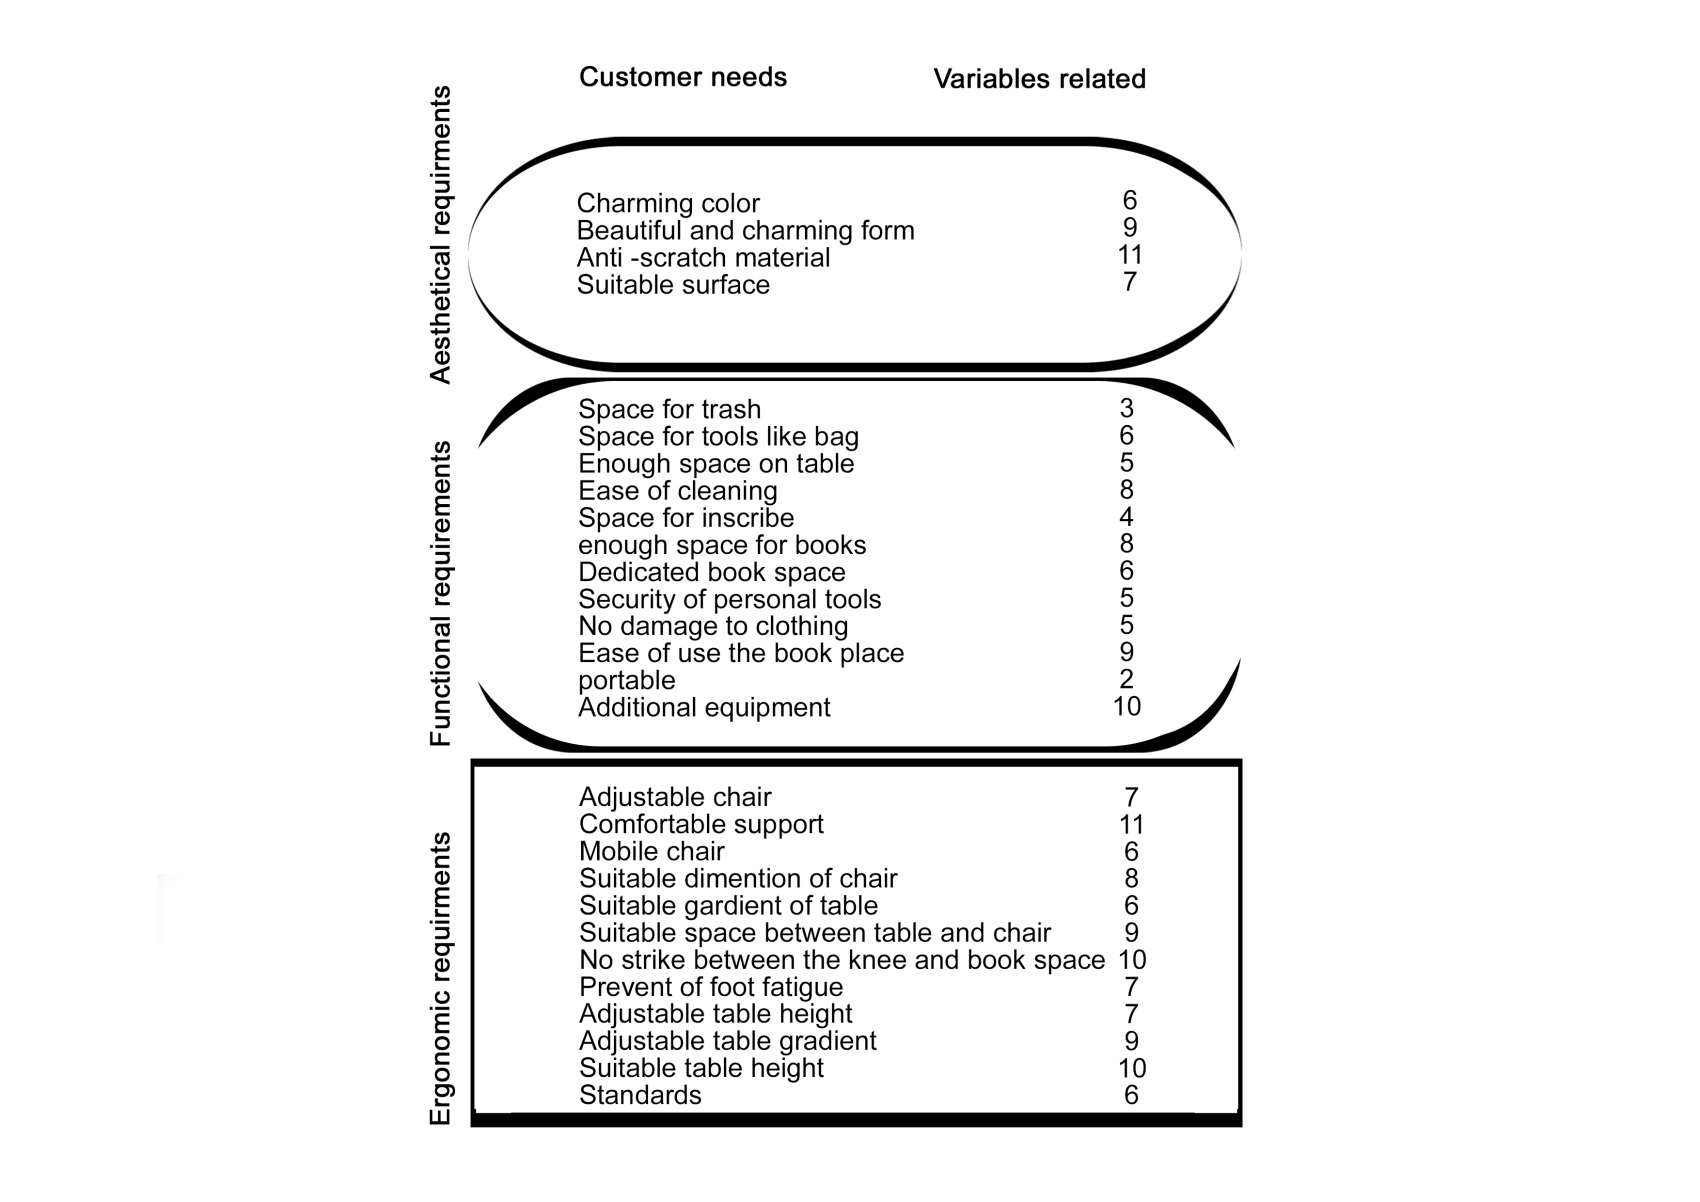 Customer needs Variables related
Aesthetical requirments
Charming color 6
Beautiful and charming form 9
Anti -scratch material 11
Suitable surface 7
Functional requirements
Space for trash 3
Space for tools like bag 6
Enough space on table 5
Ease of cleaning 8
Space for inscribe 4
enough space for books 8
Dedicated book space 6
Security of personal tools 5
No damage to clothing 5
Ease of use the book place 9
portable 2
Additional equipment 10
Ergonomic requirments
Adjustable chair 7
Comfortable support 11
Mobile chair 6
Suitable dimention of chair 8
Suitable gardient of table 6
Suitable space between table and chair 9
No strike between the knee and book space 10
Prevent of foot fatigue 7
Adjustable table height 7
Adjustable table gradient 9
Suitable table height 10
Standards 6